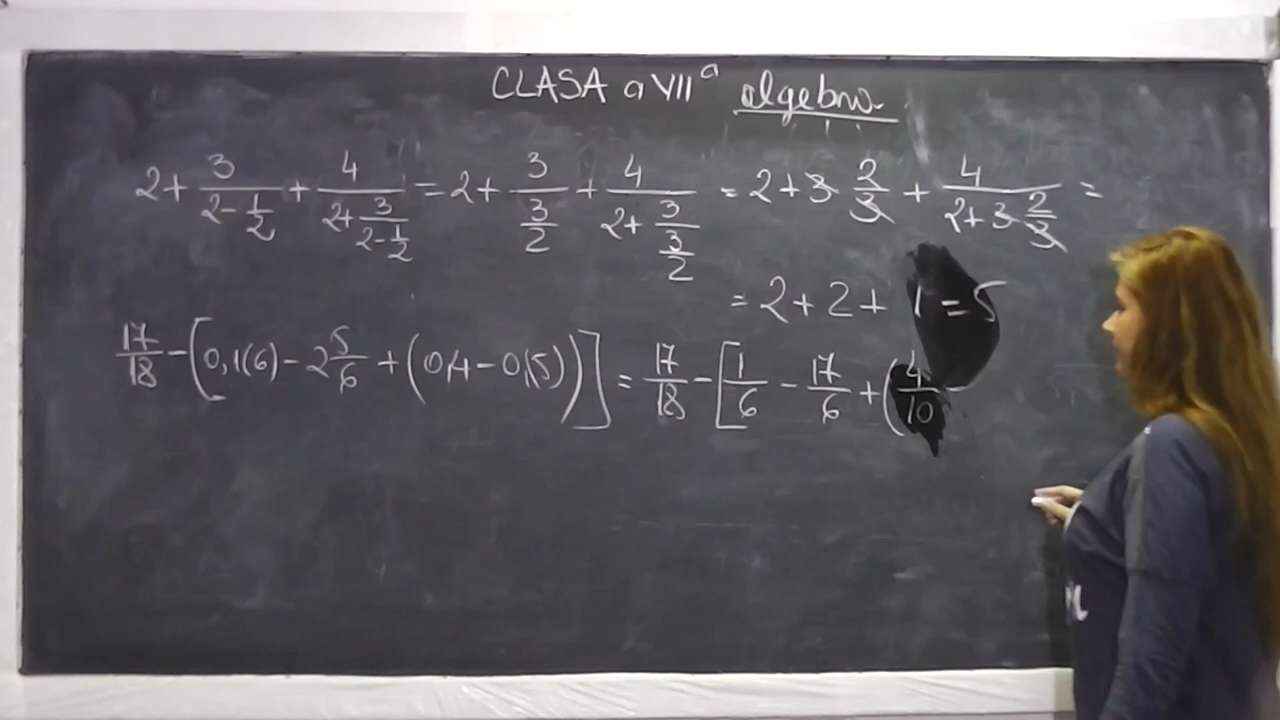 CLASA a VII a algebra
2 + 3/(2 - 1/2) + 4/(2 + 3/(2 - 1/2)) = 2 + 3/(3/2) + 4/(2 + 3/(3/2)) = 2 + 3 · 2/3 + 4/(2 + 3 · 2/3) =
= 2 + 2 + 1 = 5
17/18 - [0,1(6) - 2 5/6 + (0,4 - 0,(5))] = 17/18 - [1/6 - 17/6 + (4/10 -